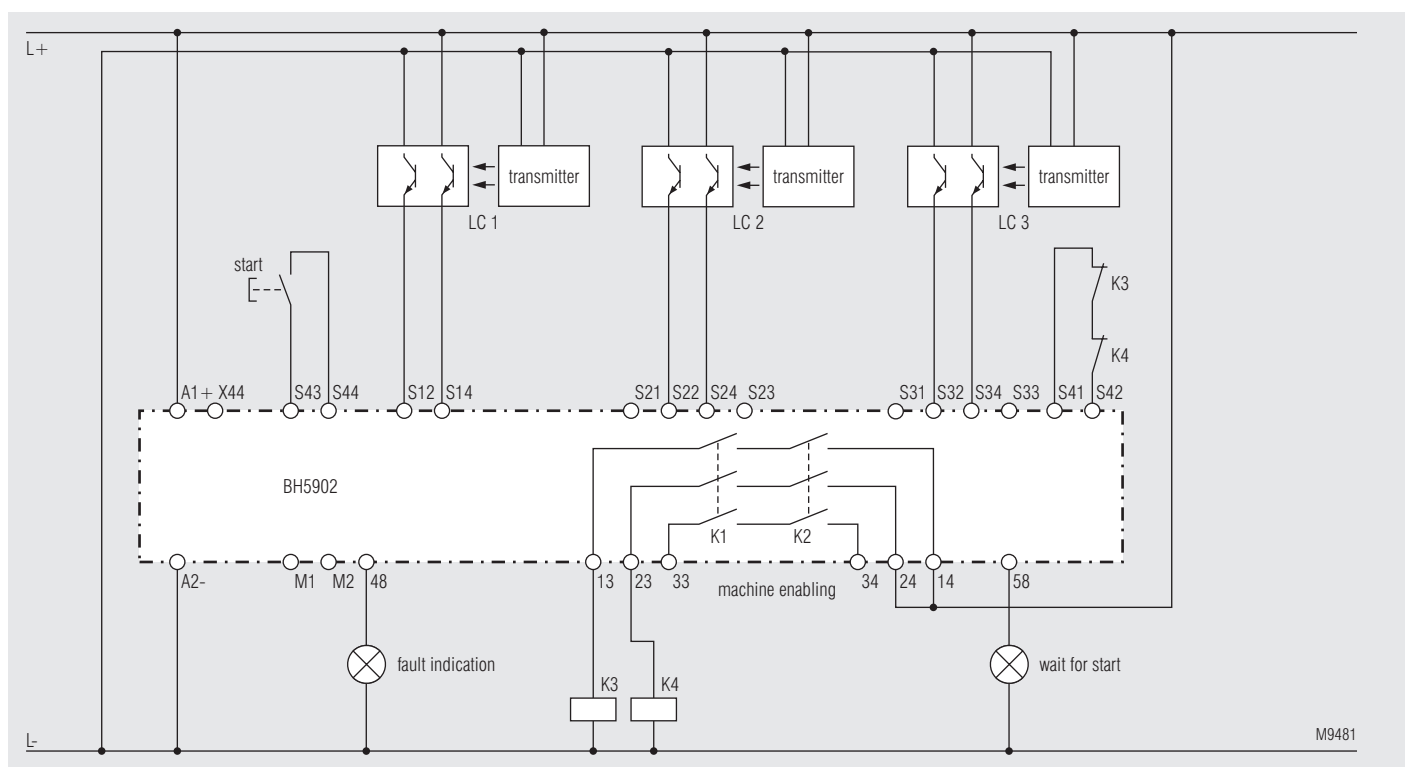 L+
transmitter
transmitter
transmitter
LC 1
LC 2
LC 3
start
K3
K4
A1+ X44 S43 S44 S12 S14 S21 S22 S24 S23 S31 S32 S34 S33 S41 S42
BH5902
K1 K2
A2- M1 M2 48 13 23 33 machine enabling 34 24 14 58
fault indication
wait for start
K3 K4
L-
M9481